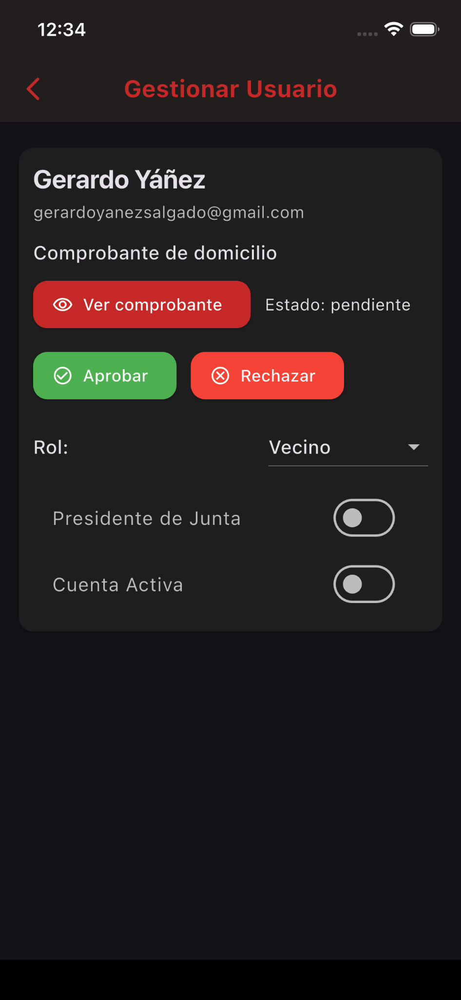 12:34
Gestionar Usuario
Gerardo Yáñez
gerardoyanezsalgado@gmail.com
Comprobante de domicilio
Ver comprobante
Estado: pendiente
Aprobar
Rechazar
Rol:
Vecino
Presidente de Junta
Cuenta Activa